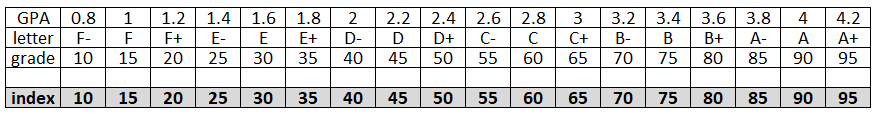 GPA 0.8 1 1.2 1.4 1.6 1.8 2 2.2 2.4 2.6 2.8 3 3.2 3.4 3.6 3.8 4 4.2
letter F- F F+ E- E E+ D- D D+ C- C C+ B- B B+ A- A A+
grade 10 15 20 25 30 35 40 45 50 55 60 65 70 75 80 85 90 95
index 10 15 20 25 30 35 40 45 50 55 60 65 70 75 80 85 90 95